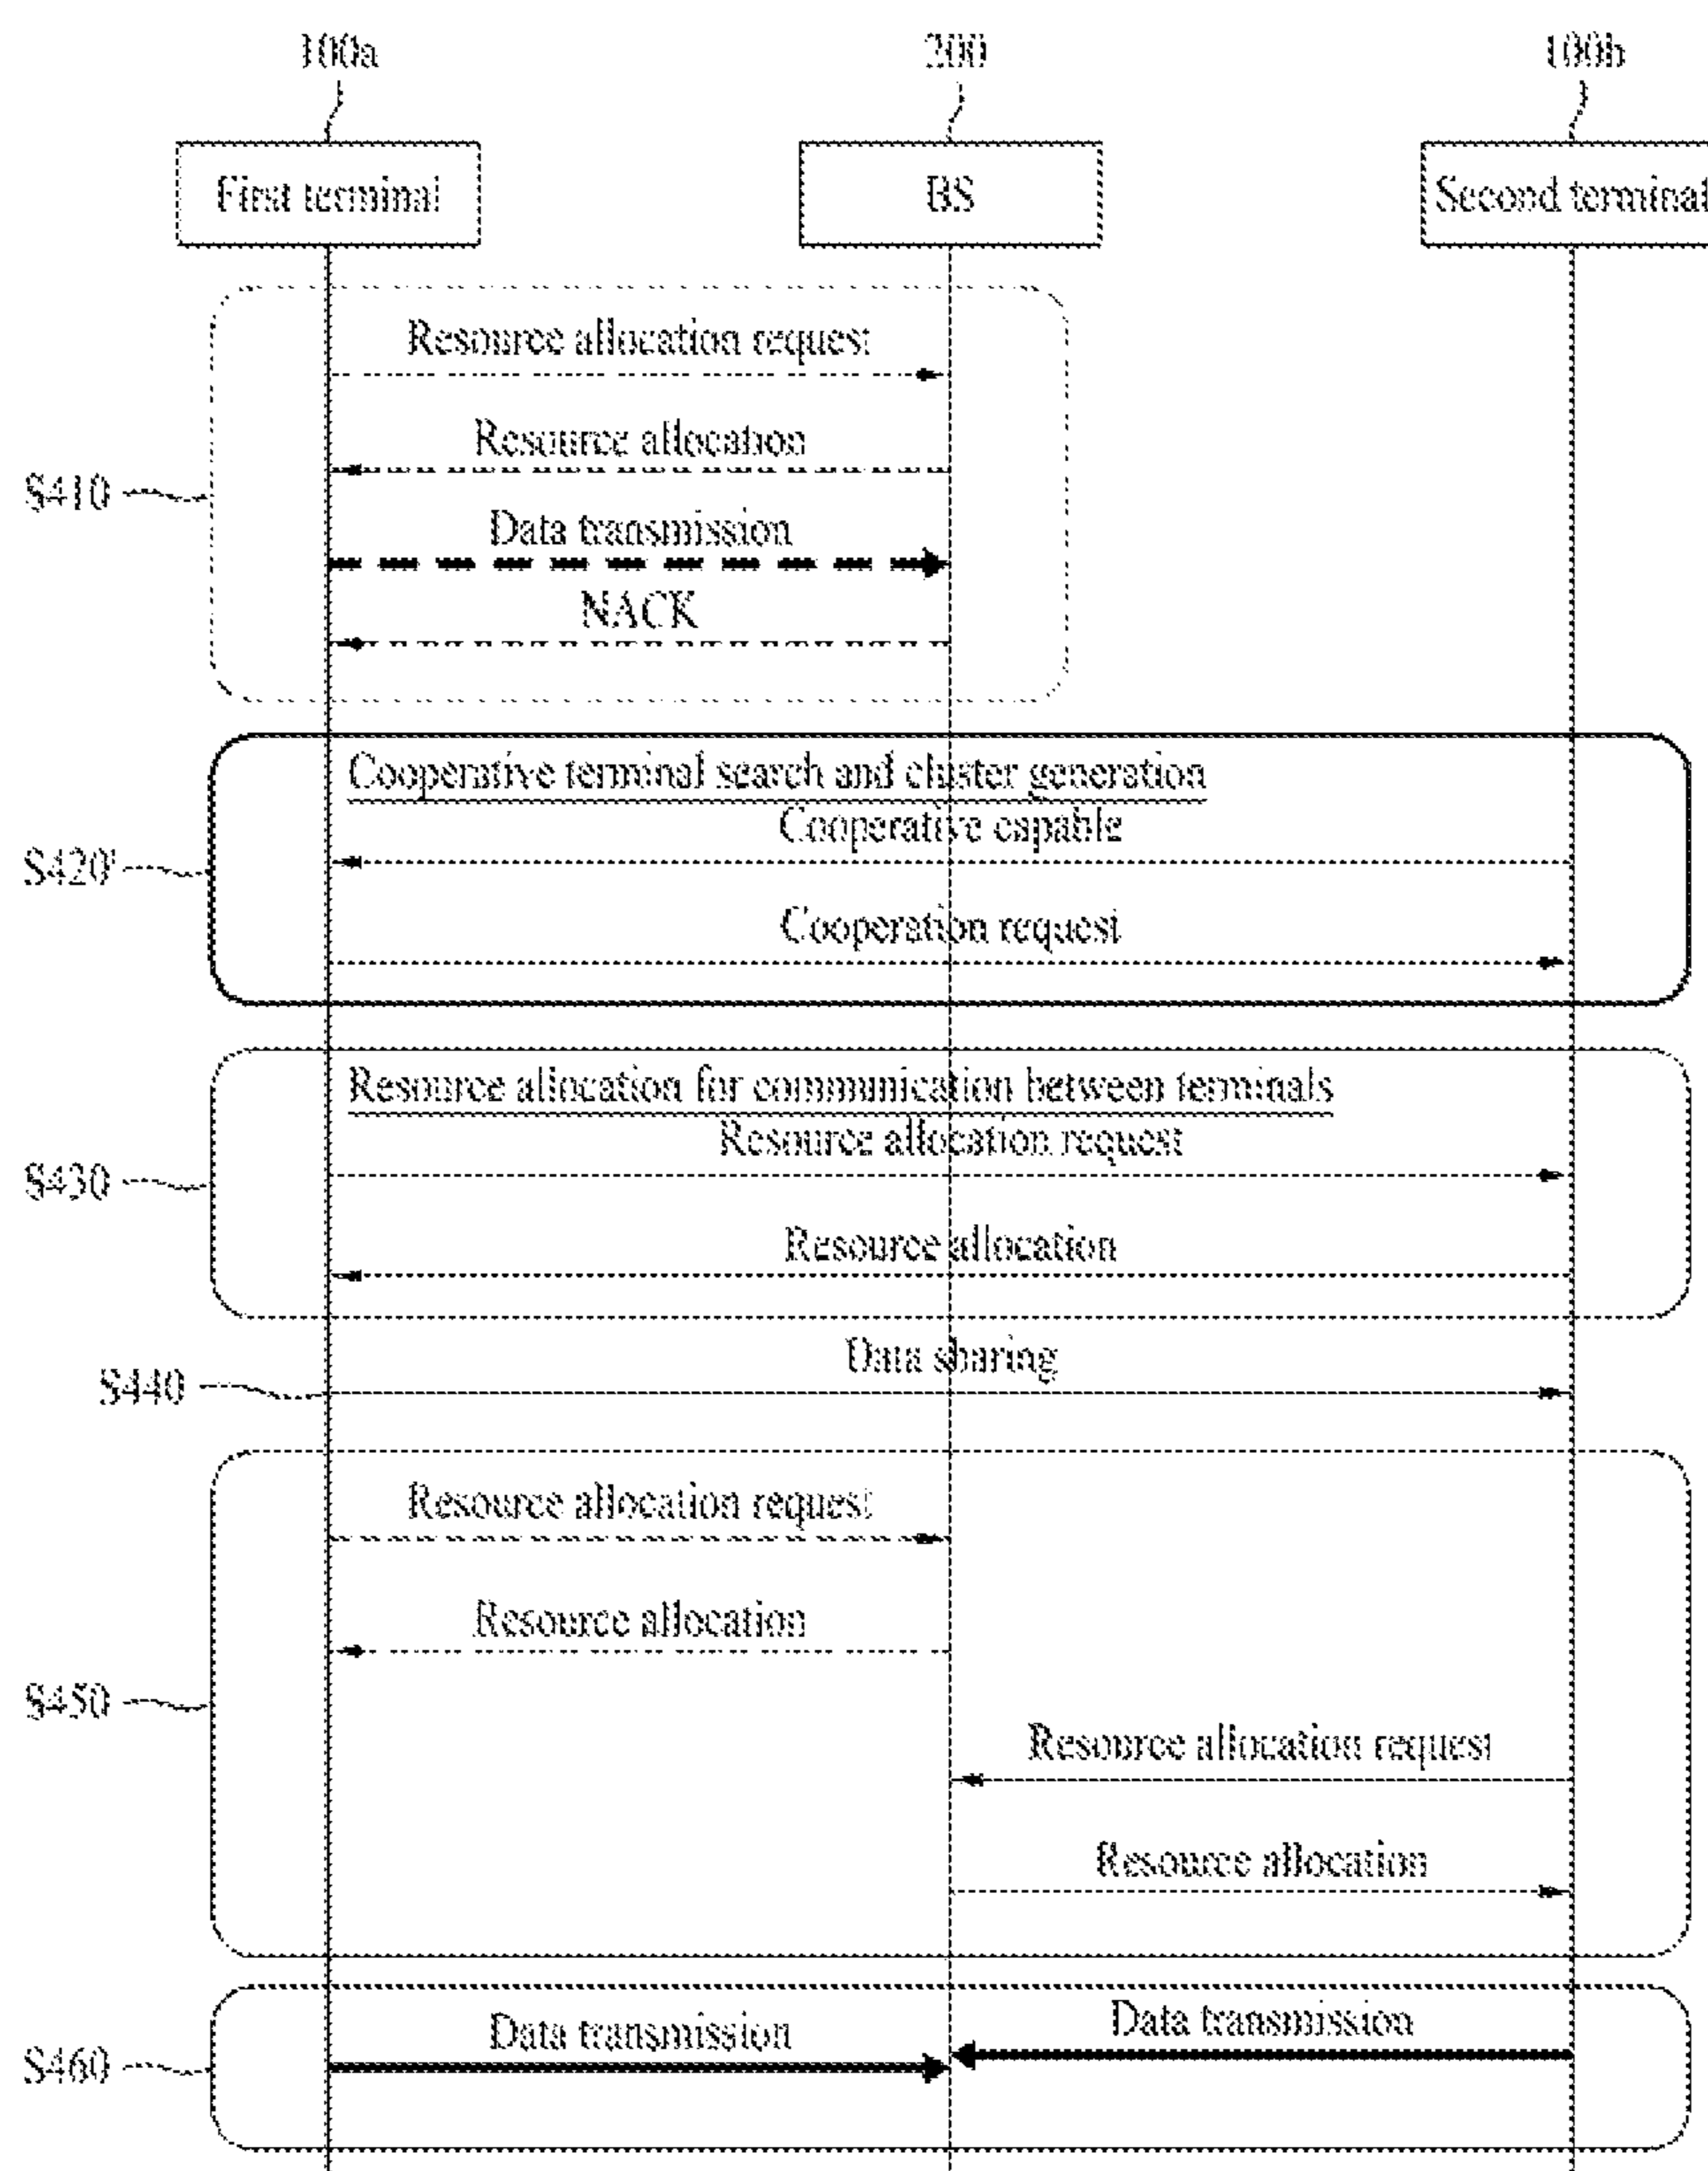 100a
200
100b
First terminal
BS
Second terminal
Resource allocation request
Resource allocation
S410
Data transmission
NACK
Cooperative terminal search and cluster generation
Cooperative capable
S420'
Cooperation request
Resource allocation for communication between terminals
Resource allocation request
S430
Resource allocation
Data sharing
S440
Resource allocation request
Resource allocation
S450
Resource allocation request
Resource allocation
Data transmission
Data transmission
S460